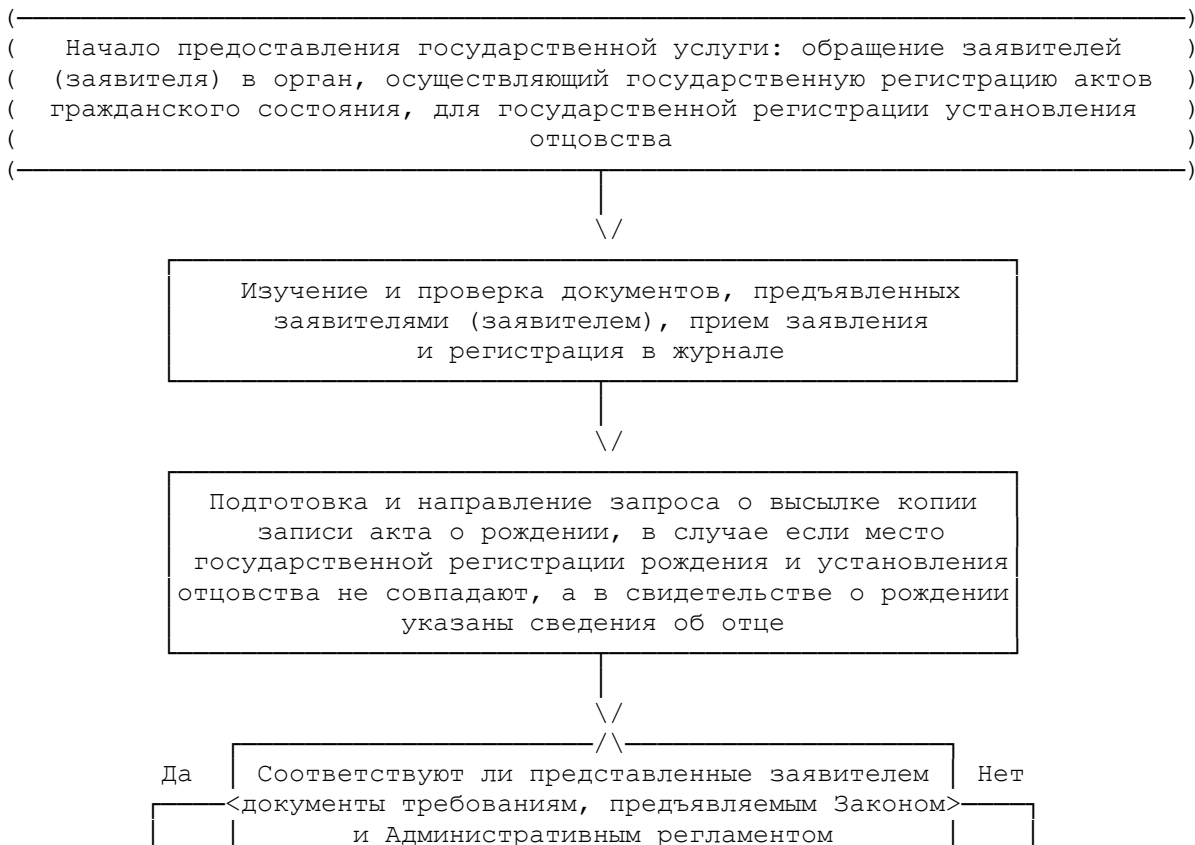 Начало предоставления государственной услуги: обращение заявителей
(заявителя) в орган, осуществляющий государственную регистрацию актов
гражданского состояния, для государственной регистрации установления
отцовства
Изучение и проверка документов, предъявленных
заявителями (заявителем), прием заявления
и регистрация в журнале
Подготовка и направление запроса о высылке копии
записи акта о рождении, в случае если место
государственной регистрации рождения и установления
отцовства не совпадают, а в свидетельстве о рождении
указаны сведения об отце
Да Соответствуют ли представленные заявителем Нет
документы требованиям, предъявляемым Законом
и Административным регламентом